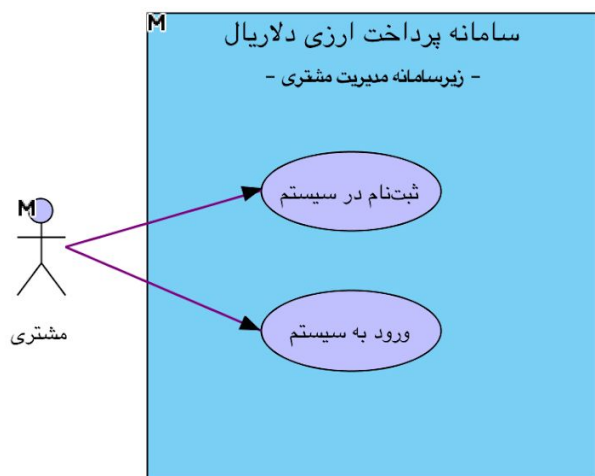 M
سامانه پرداخت ارزی دلاریال
- زیرسامانه مدیریت مشتری -
ثبت‌نام در سیستم
M
مشتری
ورود به سیستم